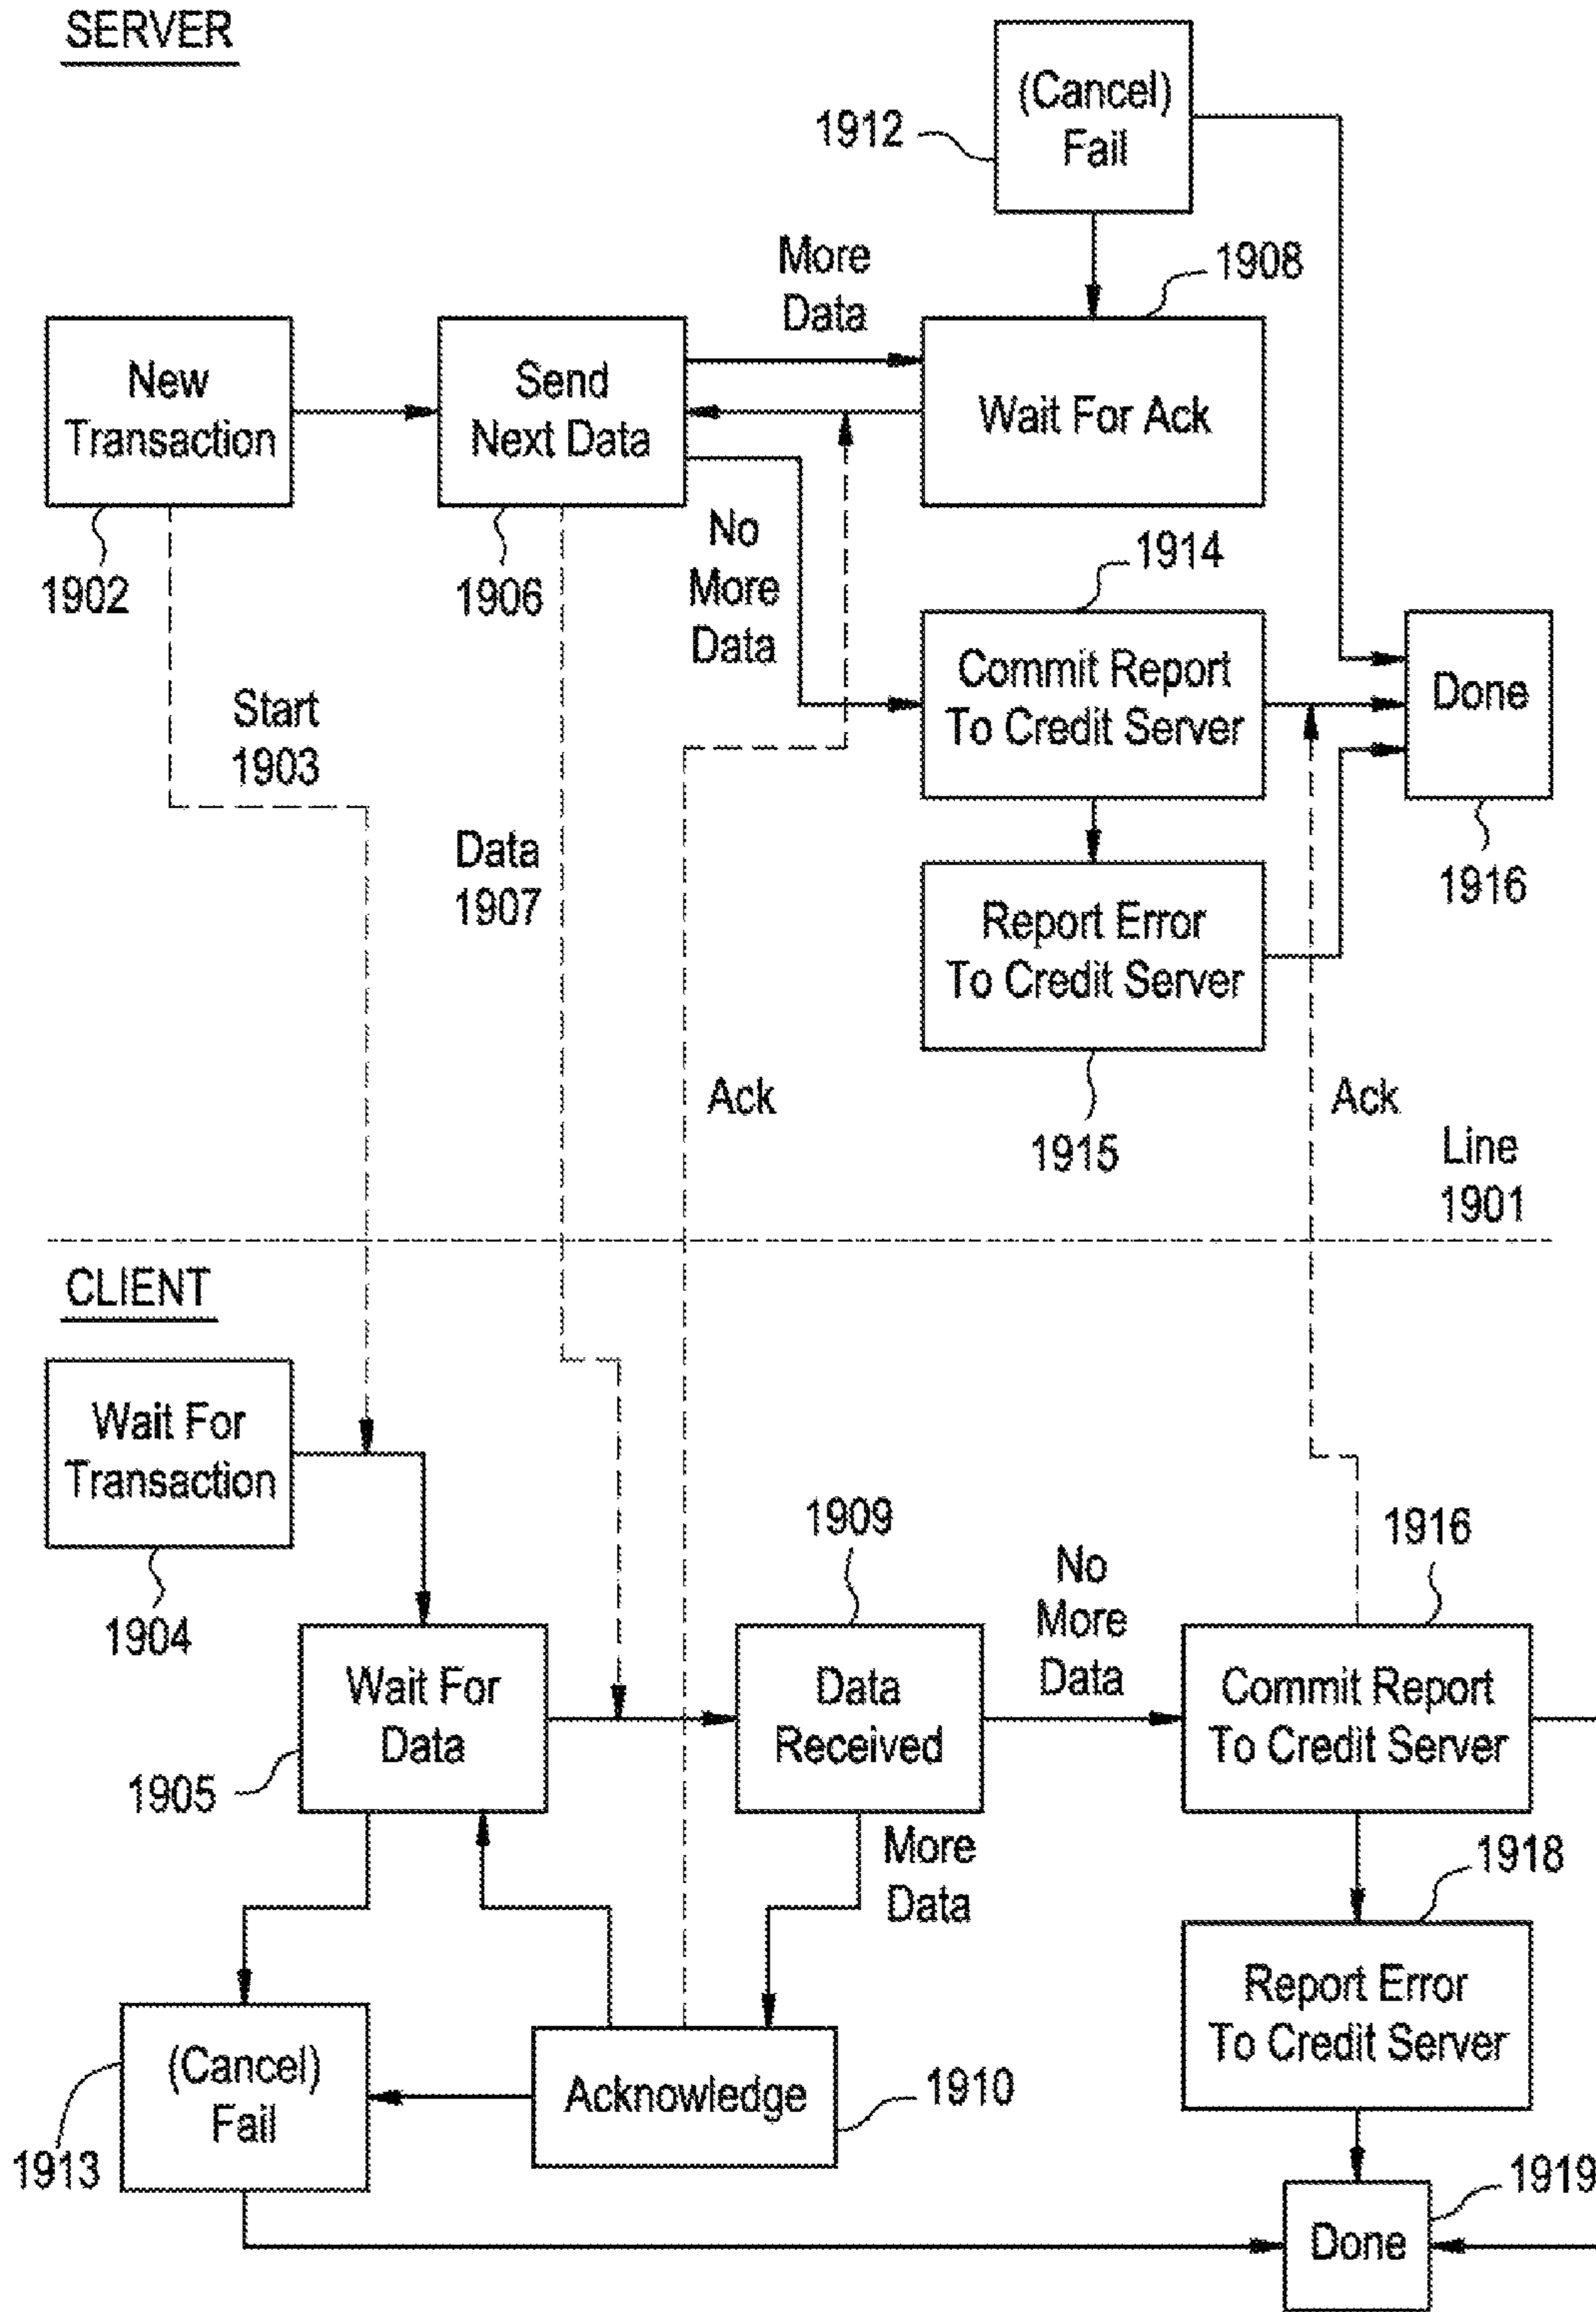 SERVER
(Cancel)
Fail
1912
More
Data
1908
New
Transaction
Send
Next Data
Wait For Ack
1902
1906
No
More
Data
1914
Commit Report
To Credit Server
Done
1916
Start
1903
Data
1907
Report Error
To Credit Server
1915
Ack
Ack
Line
1901
CLIENT
Wait For
Transaction
1904
1909
No
More
Data
1916
Wait For
Data
1905
Data
Received
Commit Report
To Credit Server
More
Data
1918
Report Error
To Credit Server
(Cancel)
Fail
1913
Acknowledge
1910
1919
Done